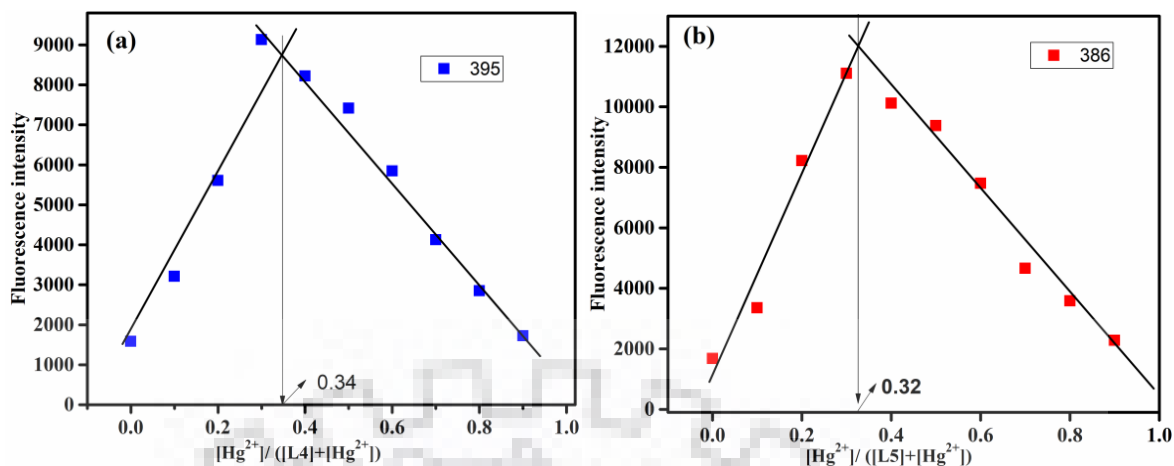 (a)
395
Fluorescence intensity
9000
8000
7000
6000
5000
4000
3000
2000
1000
0
0.34
0.0 0.2 0.4 0.6 0.8 1.0
[Hg2+]/ ([L4]+[Hg2+])
(b)
386
Fluorescence intensity
12000
10000
8000
6000
4000
2000
0
0.32
0.0 0.2 0.4 0.6 0.8 1.0
[Hg2+]/ ([L5]+[Hg2+])